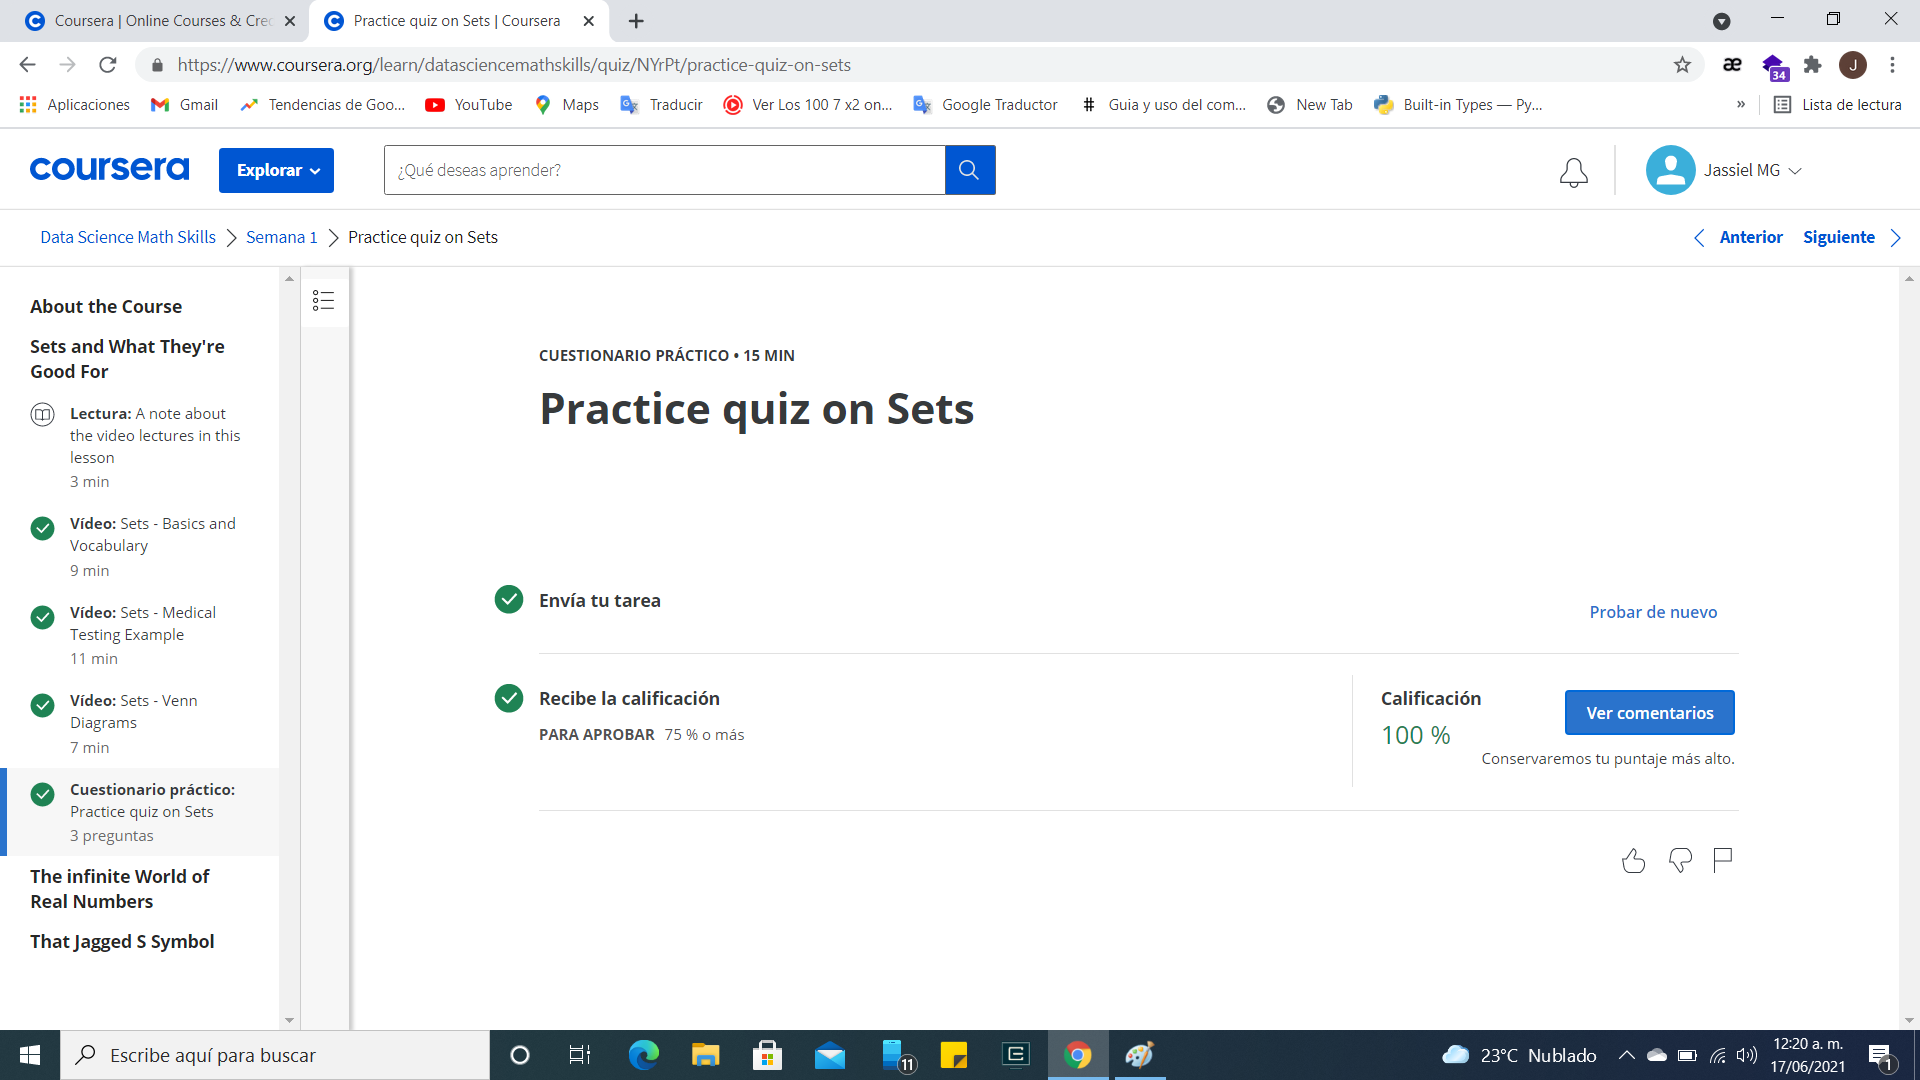 Coursera | Online Courses & Cre
Practice quiz on Sets | Coursera
https://www.coursera.org/learn/datasciencemathskills/quiz/NYrPt/practice-quiz-on-sets
æ
34
J
Aplicaciones
Gmail
Tendencias de Goo...
YouTube
Maps
Traducir
Ver Los 100 7 x2 on...
Google Traductor
# Guia y uso del com...
New Tab
Built-in Types — Py...
»
Lista de lectura
coursera
Explorar
¿Qué deseas aprender?
Jassiel MG
Data Science Math Skills
Semana 1
Practice quiz on Sets
Anterior
Siguiente
About the Course
Sets and What They're
Good For
Lectura: A note about
the video lectures in this
lesson
3 min
Vídeo: Sets - Basics and
Vocabulary
9 min
Vídeo: Sets - Medical
Testing Example
11 min
Vídeo: Sets - Venn
Diagrams
7 min
Cuestionario práctico:
Practice quiz on Sets
3 preguntas
The infinite World of
Real Numbers
That Jagged S Symbol
CUESTIONARIO PRÁCTICO • 15 MIN
Practice quiz on Sets
Envía tu tarea
Probar de nuevo
Recibe la calificación
PARA APROBAR 75 % o más
Calificación
100 %
Ver comentarios
Conservaremos tu puntaje más alto.
Escribe aquí para buscar
11
23°C Nublado
12:20 a. m.
17/06/2021
1